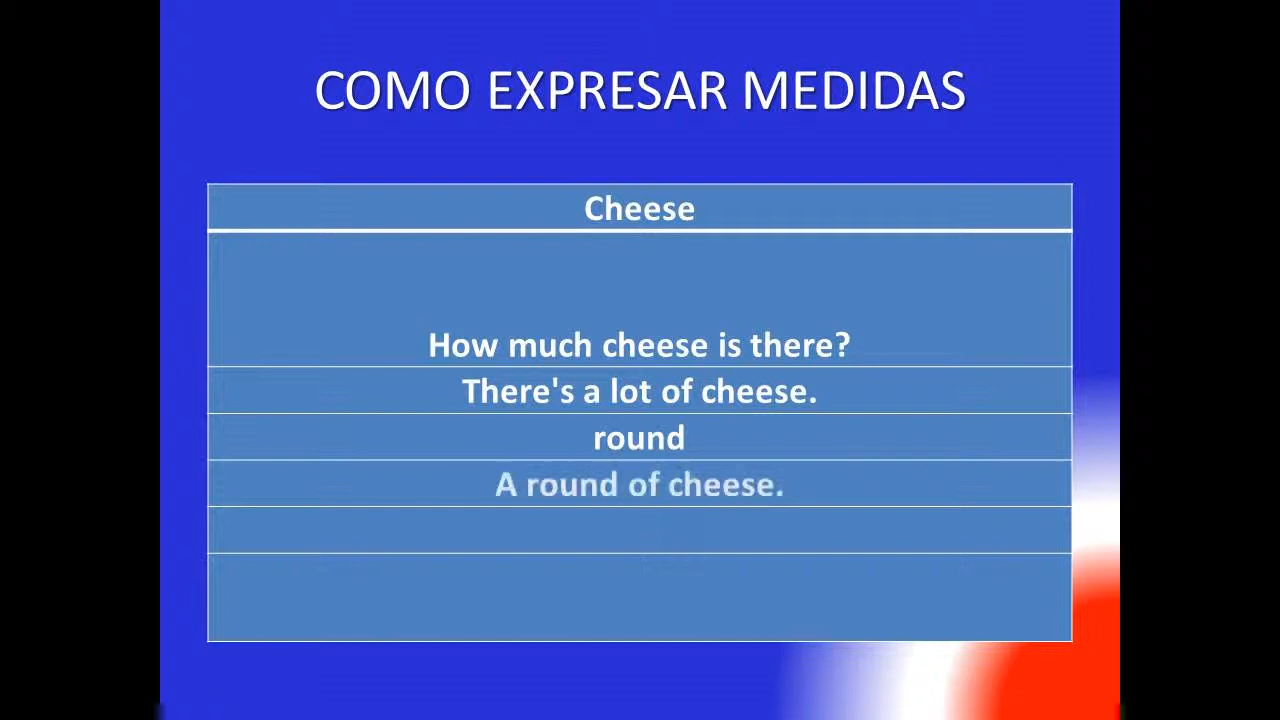 COMO EXPRESAR MEDIDAS
Cheese
How much cheese is there?
There's a lot of cheese.
round
A round of cheese.